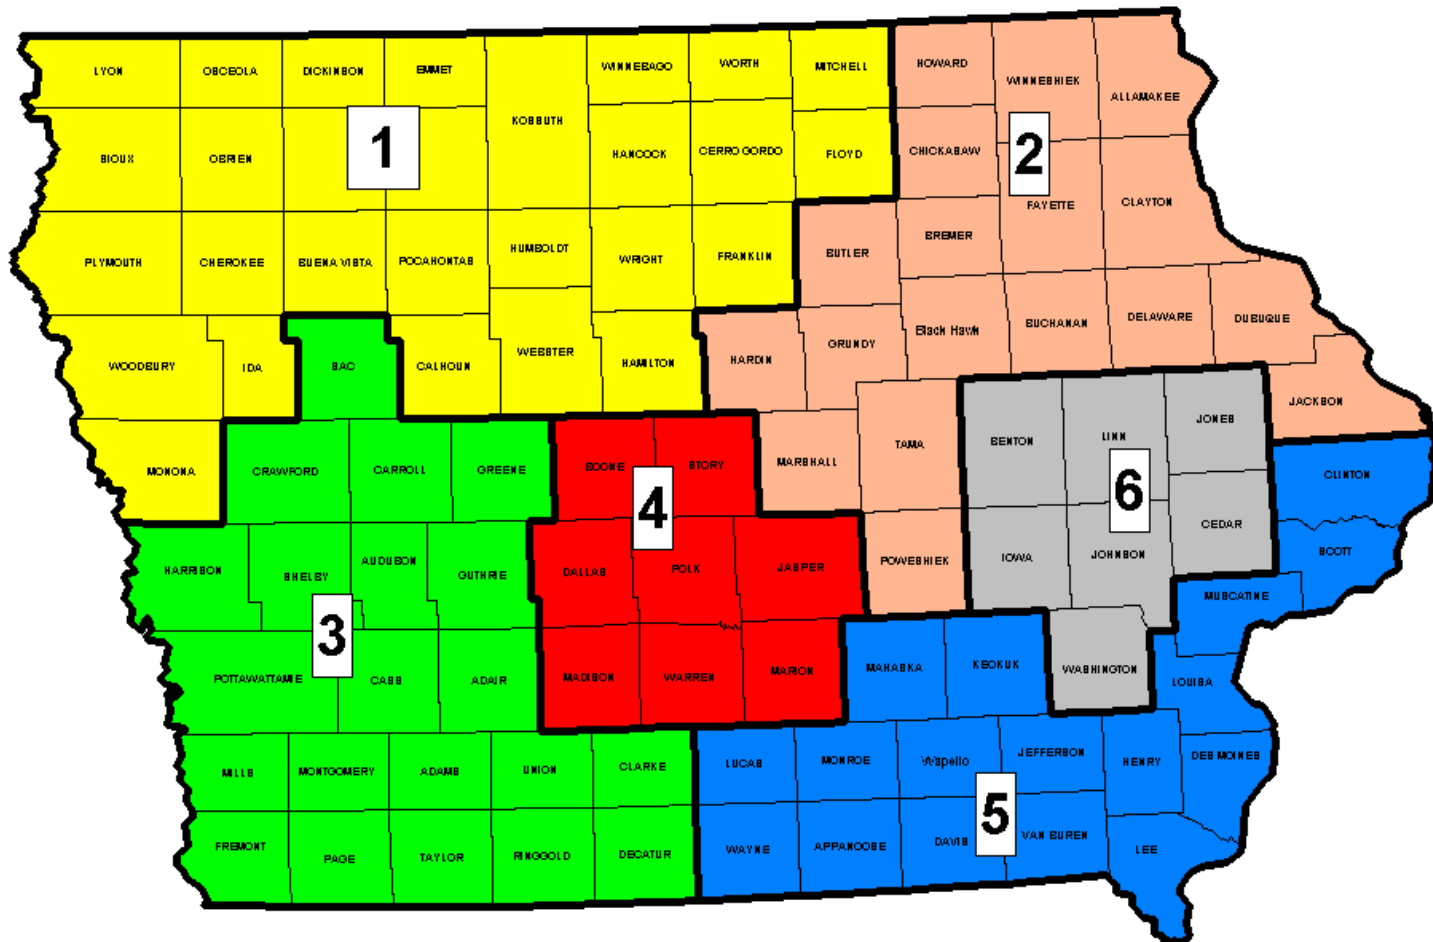 LYON
OSCEOLA
DICKINSON
EMMET
KOSSUTH
WINNEBAGO
WORTH
MITCHELL
HOWARD
WINNESHIEK
ALLAMAKEE
SIOUX
OBRIEN
1
HANCOCK
CERRO GORDO
FLOYD
CHICKASAW
2
FAYETTE
CLAYTON
PLYMOUTH
CHEROKEE
BUENA VISTA
POCAHONTAS
HUMBOLDT
WRIGHT
FRANKLIN
BUTLER
BREMER
WOODBURY
IDA
SAC
CALHOUN
WEBSTER
HAMILTON
HARDIN
GRUNDY
Black Hawk
BUCHANAN
DELAWARE
DUBUQUE
JACKSON
MONONA
CRAWFORD
CARROLL
GREENE
BOONE
STORY
MARSHALL
TAMA
BENTON
LINN
JONES
CLINTON
4
6
HARRISON
SHELBY
AUDUBON
GUTHRIE
DALLAS
POLK
JASPER
POWESHIEK
IOWA
JOHNSON
CEDAR
SCOTT
MUSCATINE
3
POTTAWATTAMIE
CASS
ADAIR
MADISON
WARREN
MARION
MAHASKA
KEOKUK
WASHINGTON
LOUISA
MILLS
MONTGOMERY
ADAMS
UNION
CLARKE
LUCAS
MONROE
Wapello
JEFFERSON
HENRY
DES MOINES
5
FREMONT
PAGE
TAYLOR
RINGGOLD
DECATUR
WAYNE
APPANOOSE
DAVIS
VAN BUREN
LEE